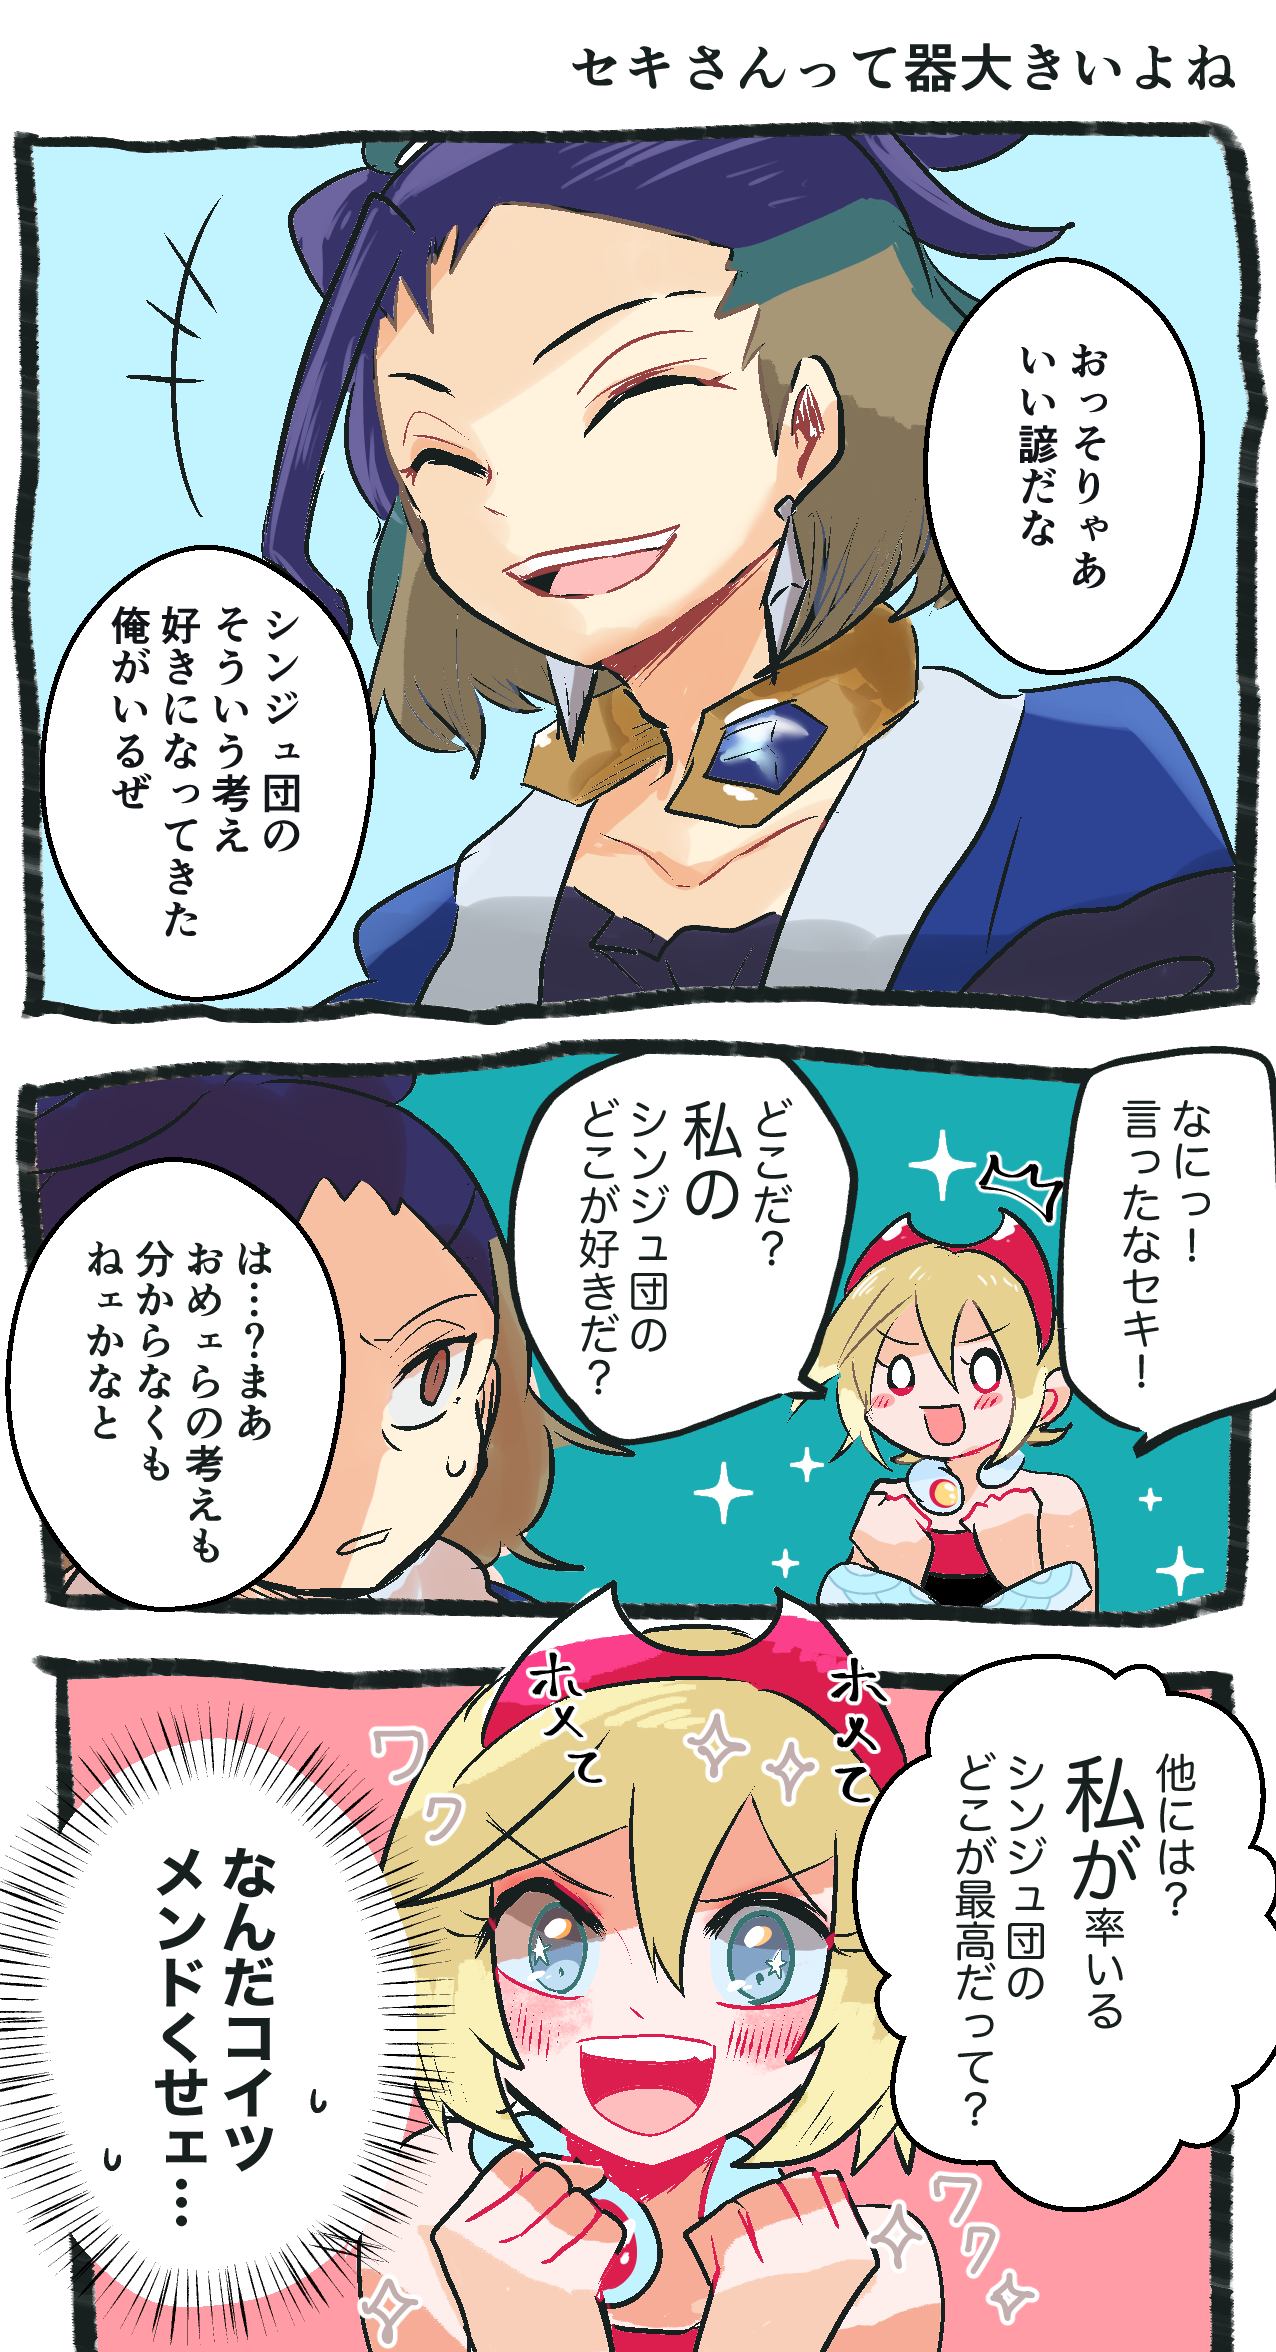 セキさんって器大きいよね
おっそりゃあ
いい諺だな
シンジュ団の
そういう考え
好きになってきた
俺がいるぜ
なにっ!
言ったなセキ!
どこだ?
私の
シンジュ団の
どこが好きだ?
は…?まあ
おめェらの考えも
分からなくも
ねェかなと
他には?
私が率いる
シンジュ団の
どこが最高だって?
ホメて
ホメて
ワワ
ワク
なんだコイツ
メンドくせェ…